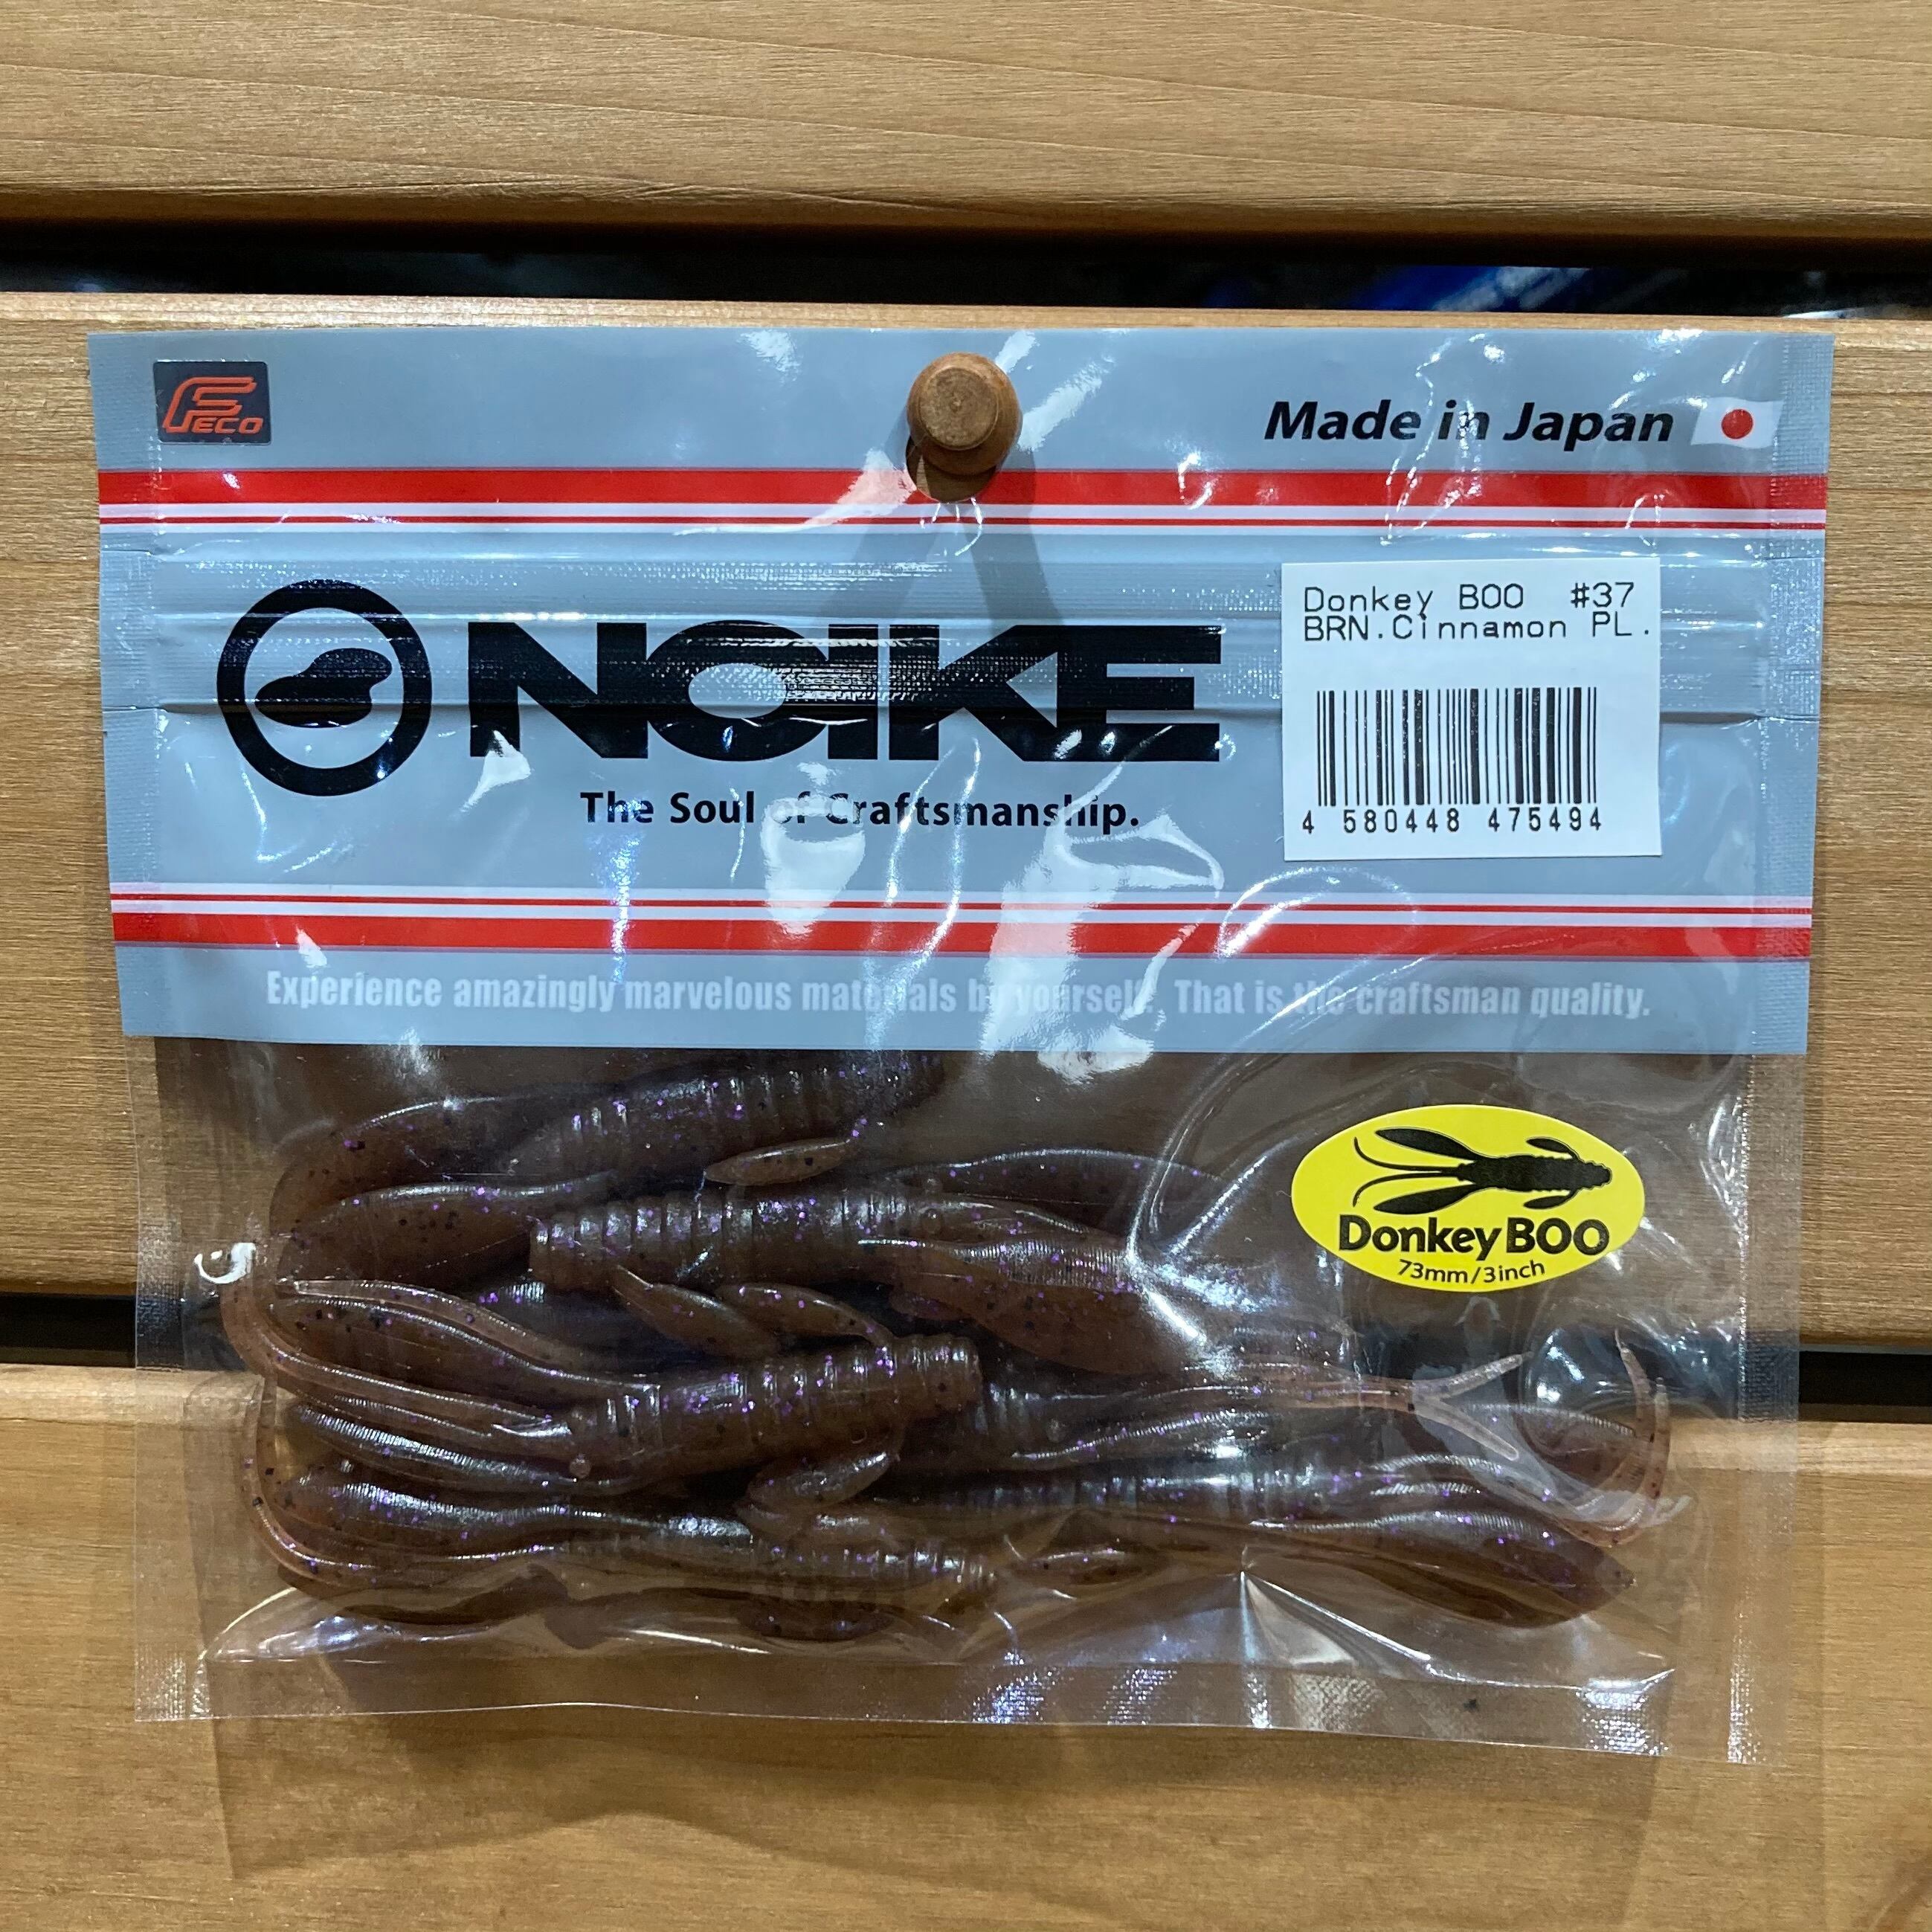 FECO
Made in Japan
NOIKE
The Soul of Craftsmanship.
Donkey BOO #37
BRN.Cinnamon PL.
4 580448 475494
Experience amazingly marvelous materials by yourself. That is the craftsman quality.
DonkeyBOO
73mm/3inch